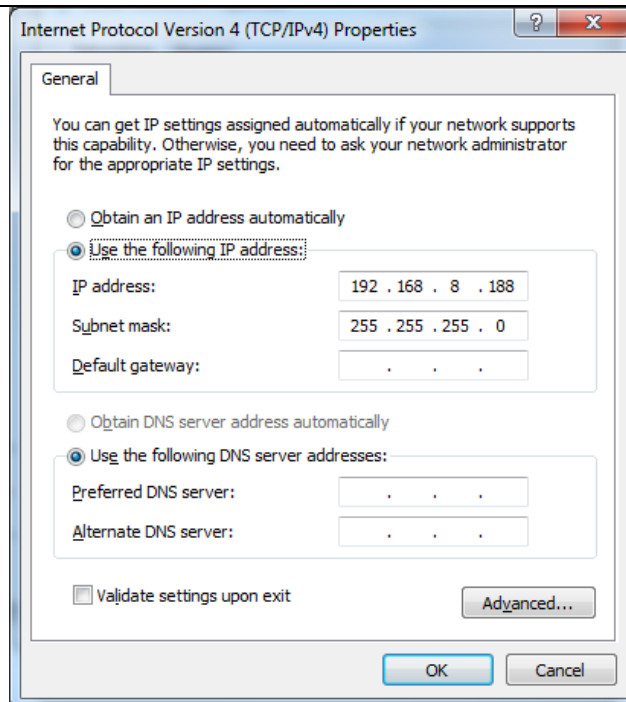 Internet Protocol Version 4 (TCP/IPv4) Properties
General
You can get IP settings assigned automatically if your network supports
this capability. Otherwise, you need to ask your network administrator
for the appropriate IP settings.
Obtain an IP address automatically
Use the following IP address:
IP address: 192 . 168 . 8 . 188
Subnet mask: 255 . 255 . 255 . 0
Default gateway: . . .
Obtain DNS server address automatically
Use the following DNS server addresses:
Preferred DNS server: . . .
Alternate DNS server: . . .
Validate settings upon exit
Advanced...
OK Cancel